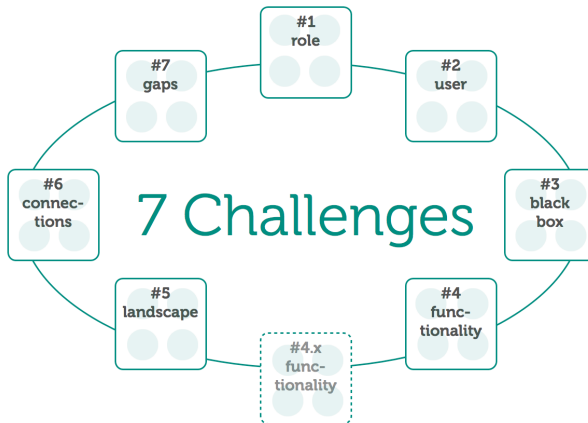 #1
role
#2
user
#3
black
box
#4
func-
tionality
#4.x
func-
tionality
#5
landscape
#6
connec-
tions
#7
gaps
7 Challenges